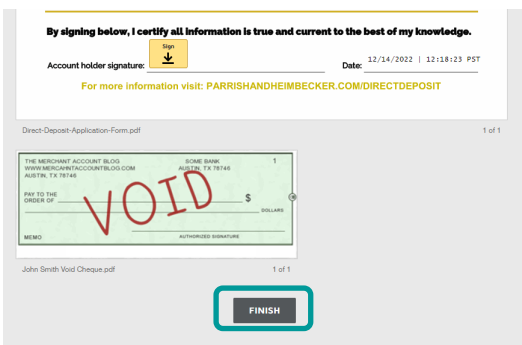 By signing below, I certify all information is true and current to the best of my knowledge.
Sign
Account holder signature:
Date: 12/14/2022 | 12:18:23 PST
For more information visit: PARRISHANDHEIMBECKER.COM/DIRECTDEPOSIT
Direct-Deposit-Application-Form.pdf 1 of 1
THE MERCHANT ACCOUNT BLOG SOME BANK 1
WWW.MERCAHNTACCOUNTBLOG.COM AUSTIN, TX 78746
AUSTIN, TX 78746
PAY TO THE
ORDER OF $
DOLLARS
VOID
MEMO AUTHORIZED SIGNATURE
John Smith Void Cheque.pdf 1 of 1
FINISH